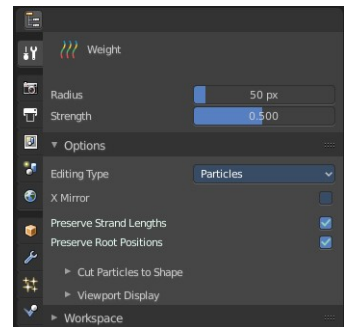 Weight
Radius 50 px
Strength 0.500
Options
Editing Type Particles
X Mirror
Preserve Strand Lengths
Preserve Root Positions
Cut Particles to Shape
Viewport Display
Workspace